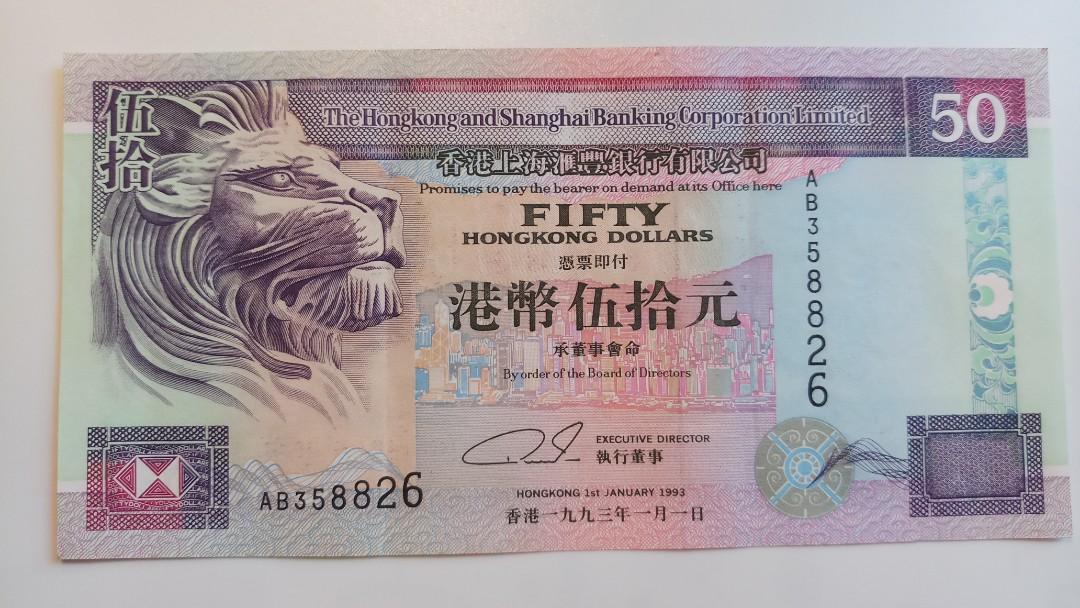 伍拾
The Hongkong and Shanghai Banking Corporation Limited
50
香港上海滙豐銀行有限公司
Promises to pay the bearer on demand at its Office here
FIFTY
HONGKONG DOLLARS
憑票即付
港幣伍拾元
承董事會命
By order of the Board of Directors
AB358826
EXECUTIVE DIRECTOR
執行董事
AB358826
HONGKONG 1st JANUARY 1993
香港一九九三年一月一日